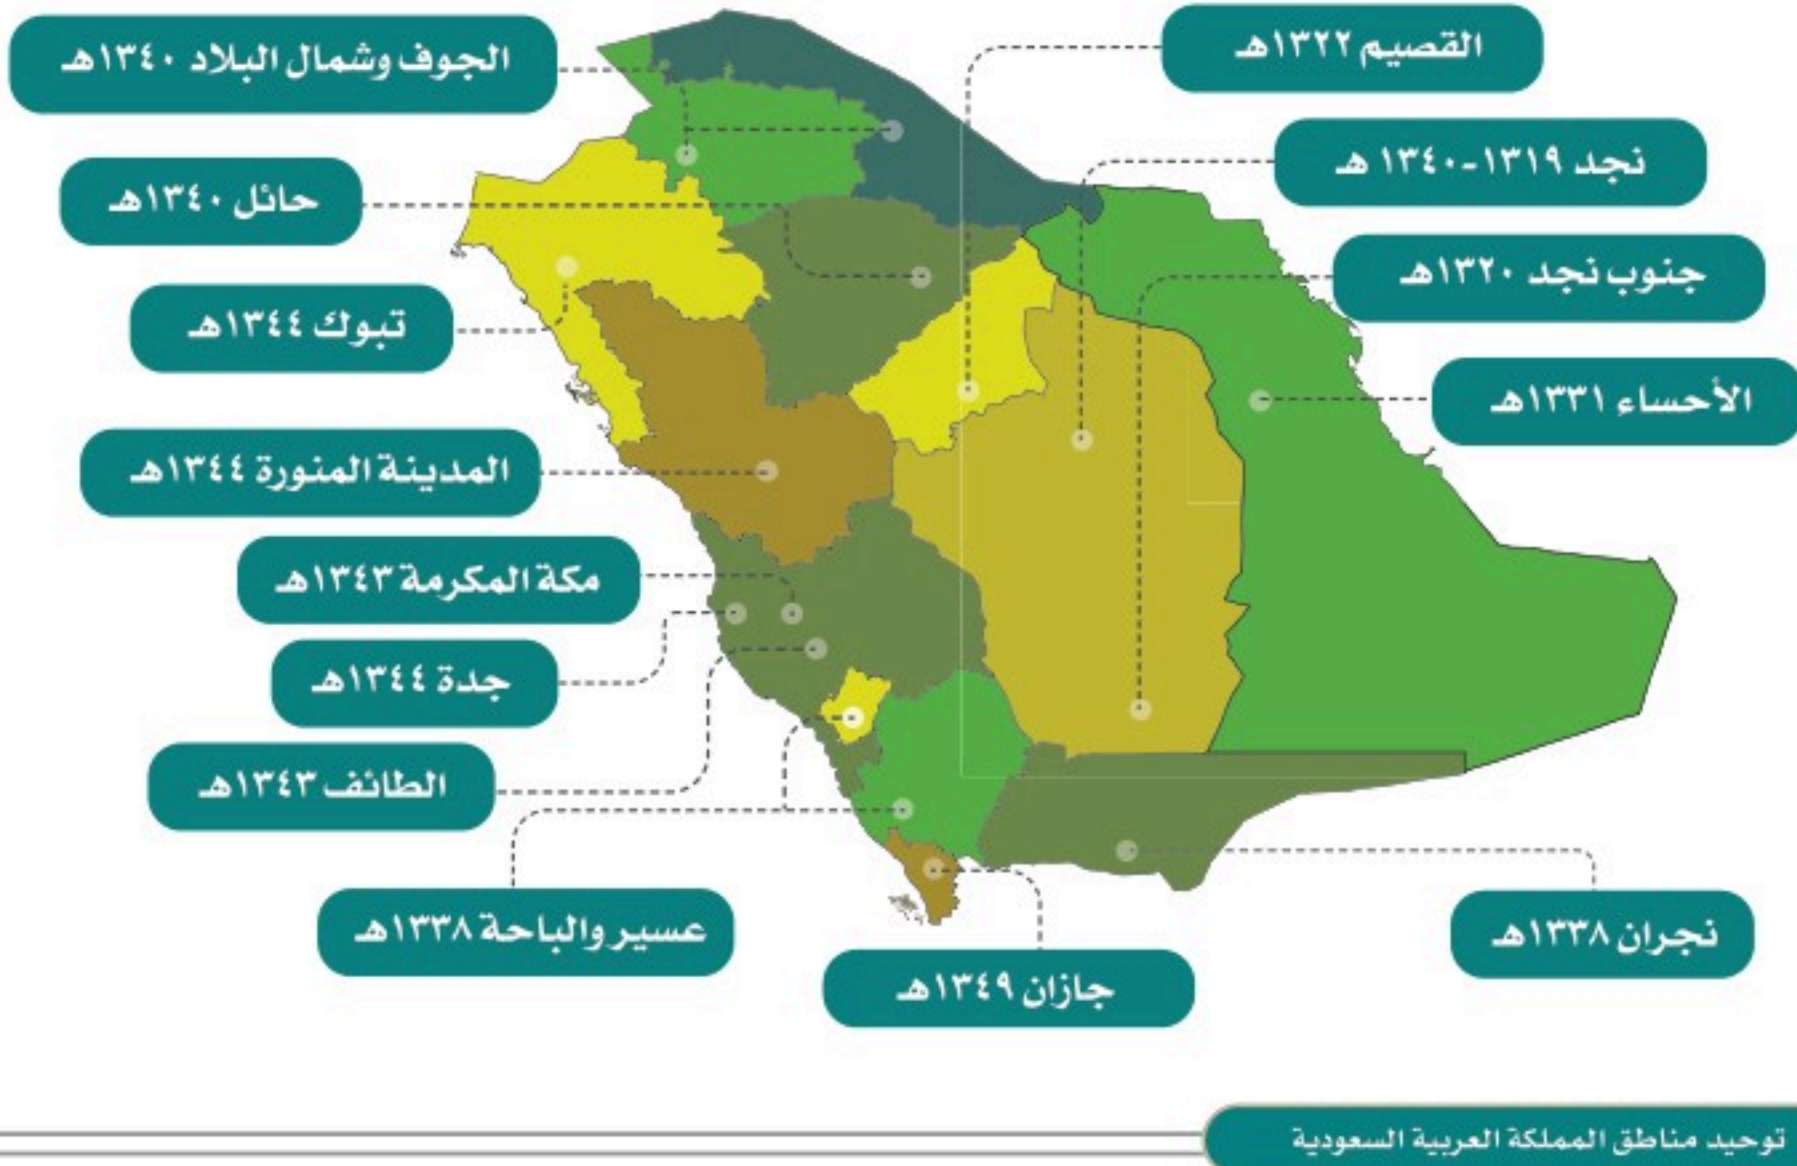 القصيم ١٣٢٢هـ
الجوف وشمال البلاد ١٣٤٠هـ
نجد ١٣١٩-١٣٤٠ هـ
حائل ١٣٤٠هـ
جنوب نجد ١٣٢٠هـ
تبوك ١٣٤٤هـ
الأحساء ١٣٣١هـ
المدينة المنورة ١٣٤٤هـ
مكة المكرمة ١٣٤٣هـ
جدة ١٣٤٤هـ
الطائف ١٣٤٣هـ
عسير والباحة ١٣٣٨هـ
نجران ١٣٣٨هـ
جازان ١٣٤٩هـ
توحيد مناطق المملكة العربية السعودية